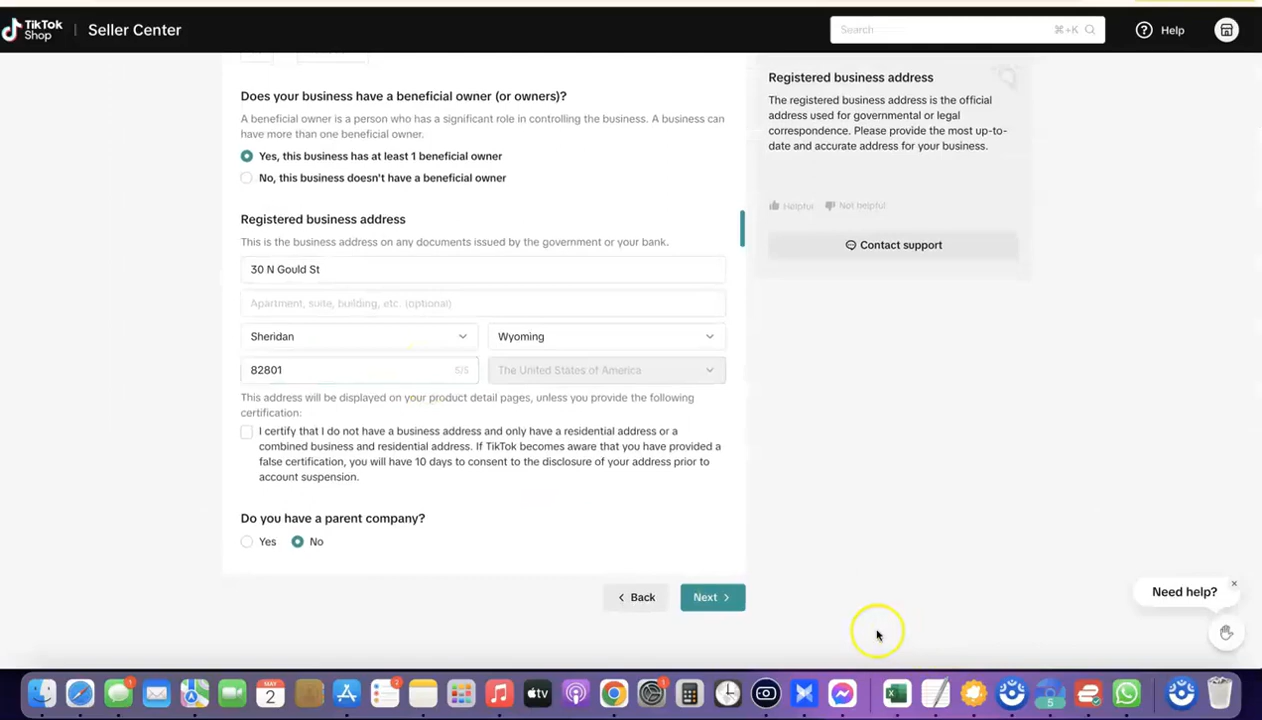 TikTok
Shop
Seller Center
Search
⌘+K
Help
Does your business have a beneficial owner (or owners)?
A beneficial owner is a person who has a significant role in controlling the business. A business can
have more than one beneficial owner.
Yes, this business has at least 1 beneficial owner
No, this business doesn't have a beneficial owner
Registered business address
This is the business address on any documents issued by the government or your bank.
30 N Gould St
Apartment, suite, building, etc. (optional)
Sheridan
Wyoming
82801
5/5
The United States of America
This address will be displayed on your product detail pages, unless you provide the following
certification:
I certify that I do not have a business address and only have a residential address or a
combined business and residential address. If TikTok becomes aware that you have provided a
false certification, you will have 10 days to consent to the disclosure of your address prior to
account suspension.
Do you have a parent company?
Yes
No
Back
Next
Registered business address
The registered business address is the official
address used for governmental or legal
correspondence. Please provide the most up-to-
date and accurate address for your business.
Helpful
Not helpful
Contact support
Need help?
1
MAY
2
2
tv
1
5